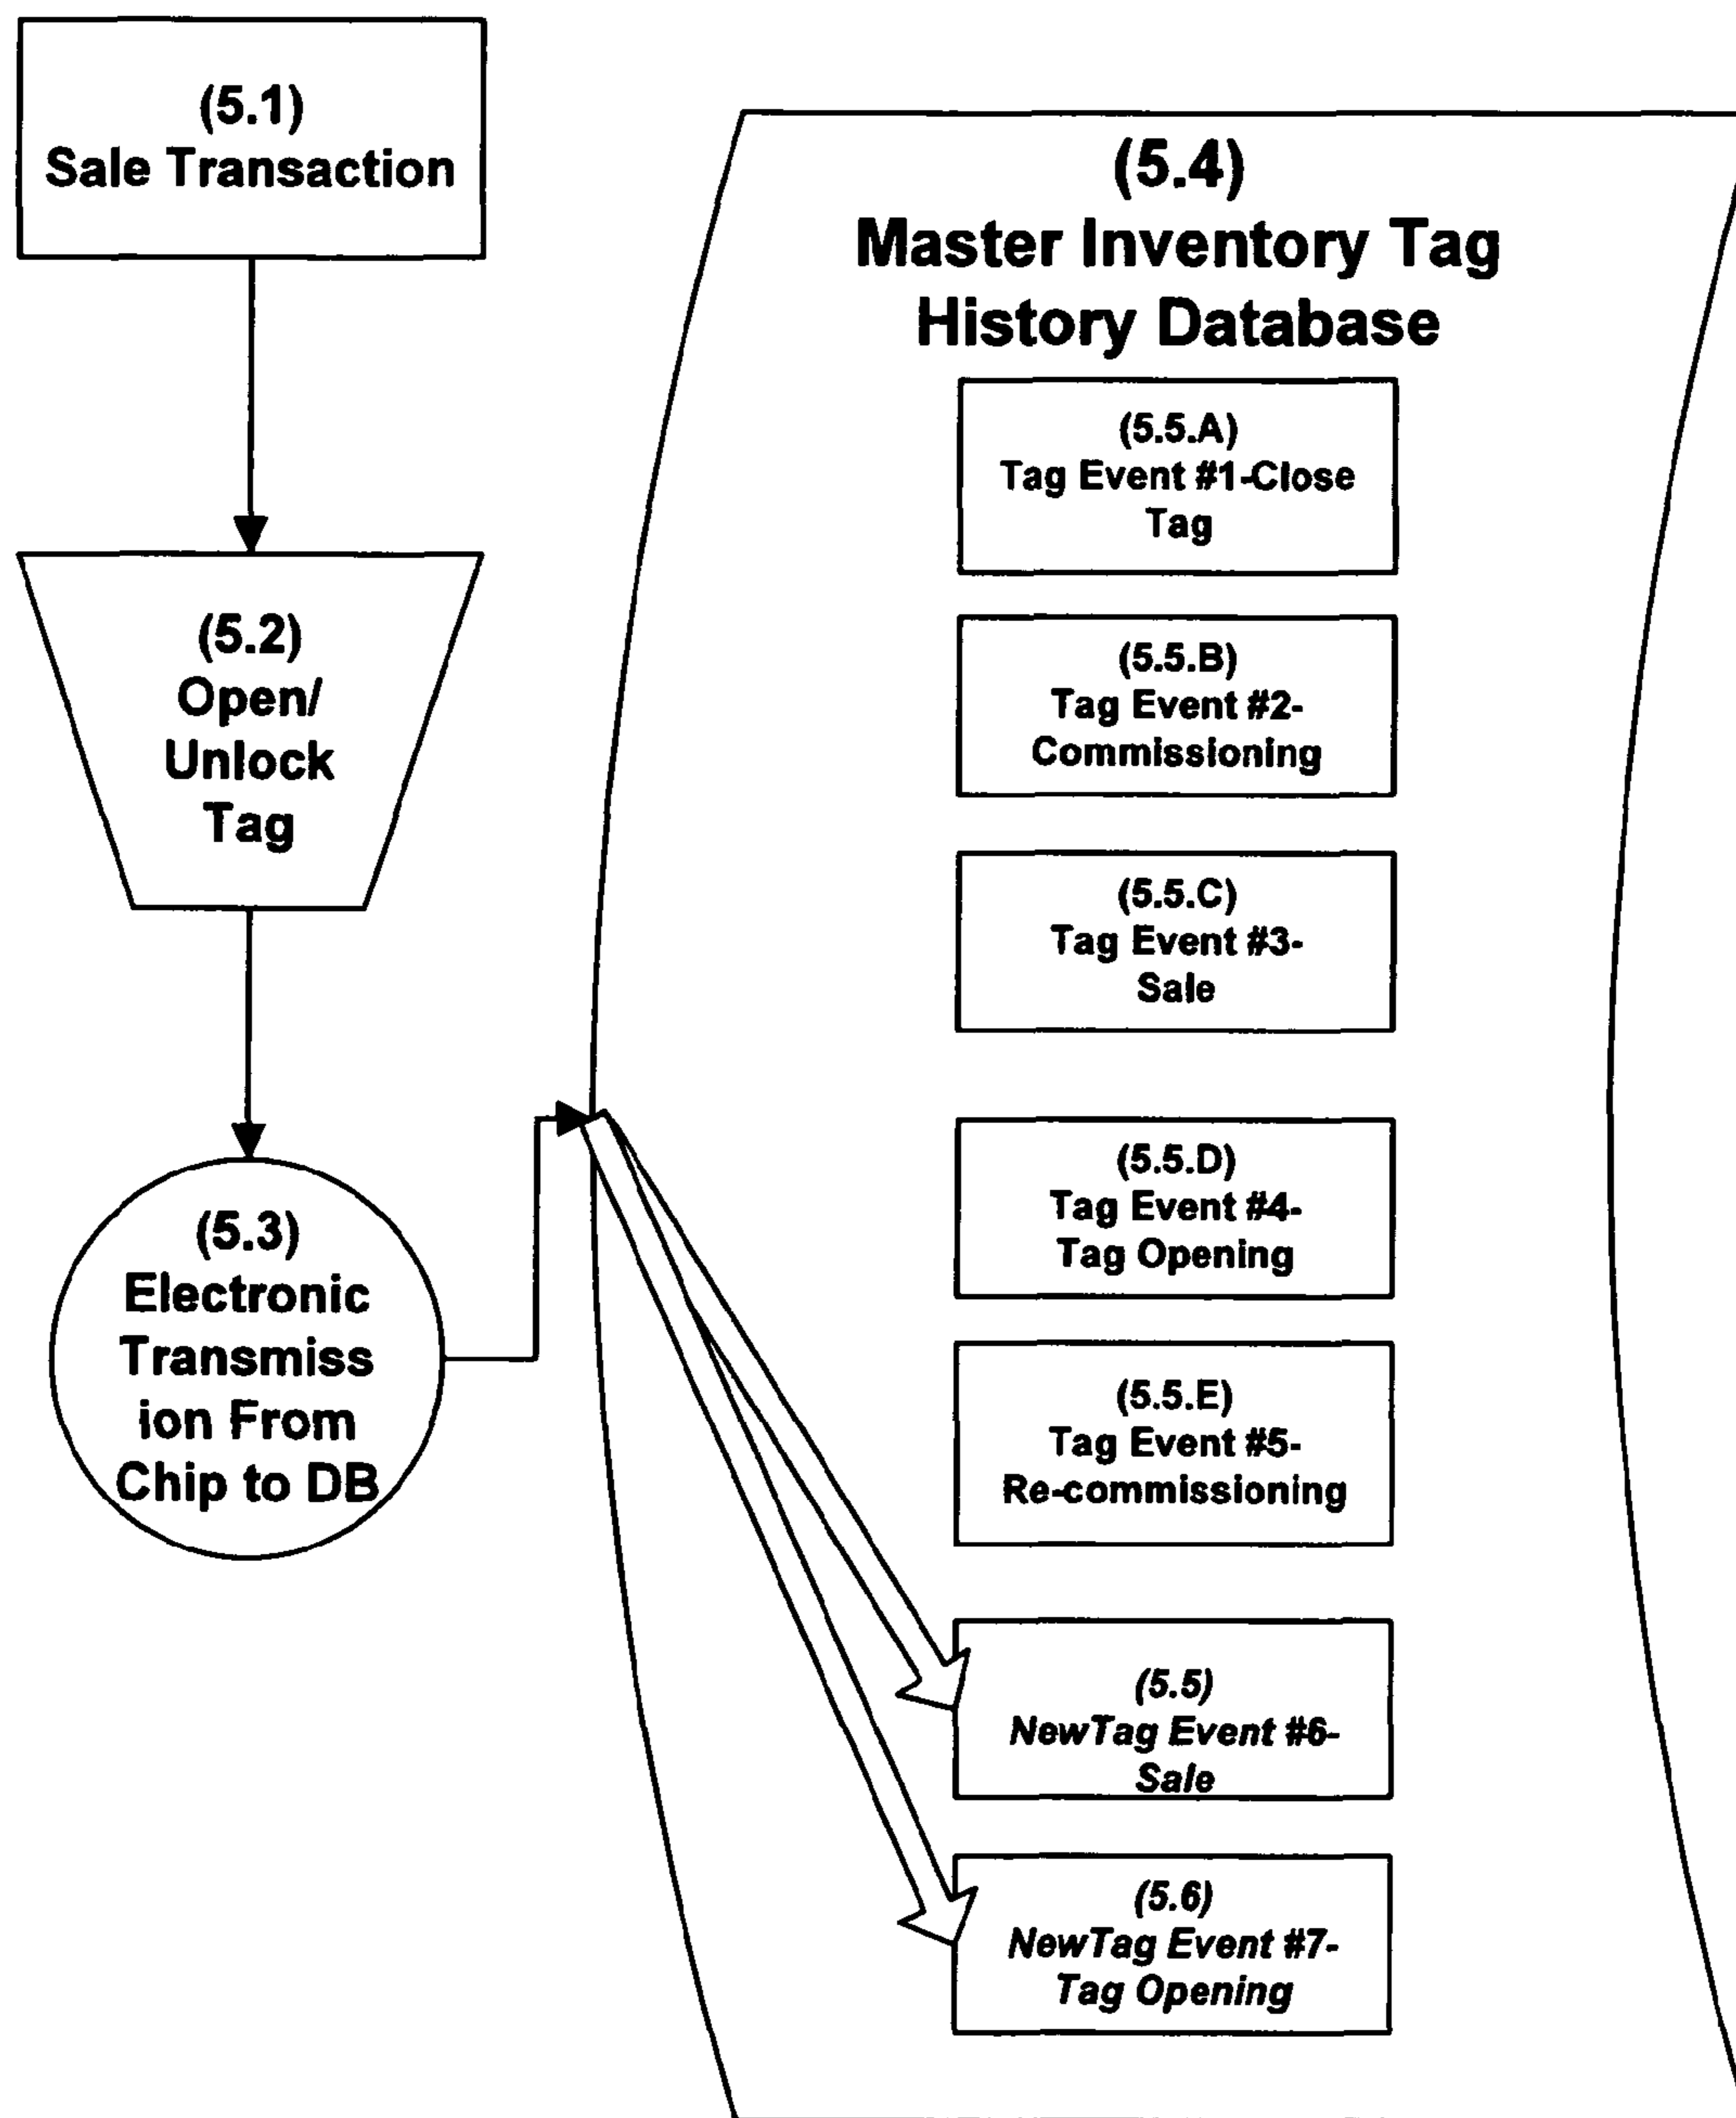 (5.1)
Sale Transaction
(5.2)
Open/
Unlock
Tag
(5.3)
Electronic
Transmiss
ion From
Chip to DB
(5.4)
Master Inventory Tag
History Database
(5.5.A)
Tag Event #1-Close
Tag
(5.5.B)
Tag Event #2-
Commissioning
(5.5.C)
Tag Event #3-
Sale
(5.5.D)
Tag Event #4-
Tag Opening
(5.5.E)
Tag Event #5-
Re-commissioning
(5.5)
NewTag Event #6-
Sale
(5.6)
NewTag Event #7-
Tag Opening